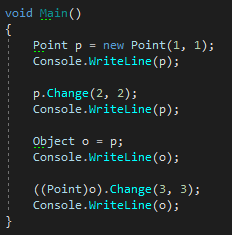 void Main()
{
Point p = new Point(1, 1);
Console.WriteLine(p);
p.Change(2, 2);
Console.WriteLine(p);
Object o = p;
Console.WriteLine(o);
((Point)o).Change(3, 3);
Console.WriteLine(o);
}